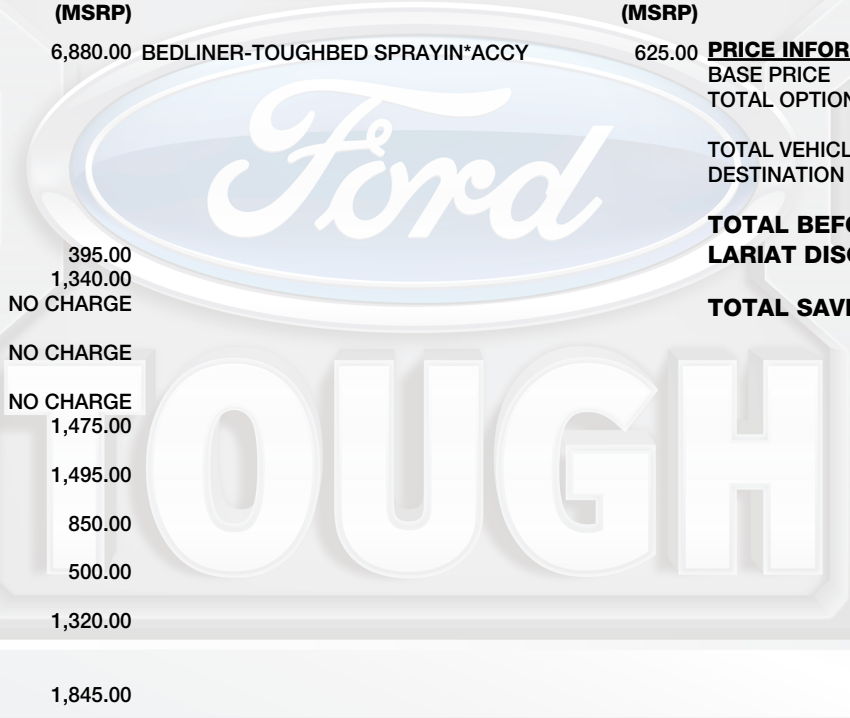 (MSRP) (MSRP)
6,880.00 BEDLINER-TOUGHBED SPRAYIN*ACCY 625.00 PRICE INFOR
BASE PRICE
TOTAL OPTION
TOTAL VEHICL
DESTINATION
TOTAL BEFO
395.00 LARIAT DISC
1,340.00
NO CHARGE TOTAL SAVI
NO CHARGE
NO CHARGE
1,475.00
1,495.00
850.00
500.00
1,320.00
1,845.00
Ford
TOUGH